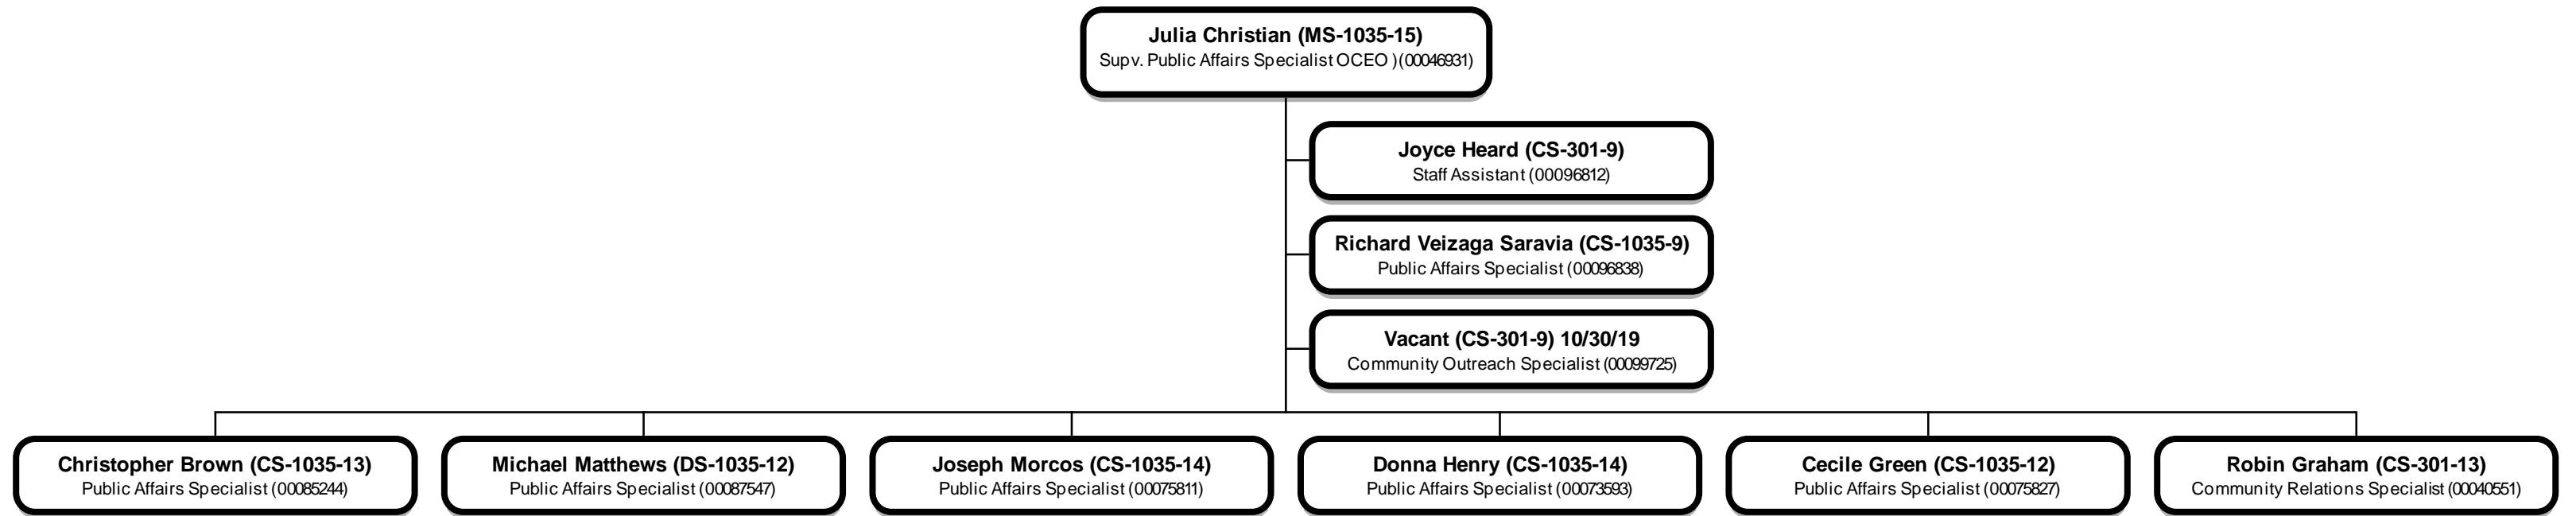 Julia Christian (MS-1035-15)
Supv. Public Affairs Specialist OCEO )(00046931)
Joyce Heard (CS-301-9)
Staff Assistant (00096812)
Richard Veizaga Saravia (CS-1035-9)
Public Affairs Specialist (00096838)
Vacant (CS-301-9) 10/30/19
Community Outreach Specialist (00099725)
Christopher Brown (CS-1035-13)
Public Affairs Specialist (00085244)
Michael Matthews (DS-1035-12)
Public Affairs Specialist (00087547)
Joseph Morcos (CS-1035-14)
Public Affairs Specialist (00075811)
Donna Henry (CS-1035-14)
Public Affairs Specialist (00073593)
Cecile Green (CS-1035-12)
Public Affairs Specialist (00075827)
Robin Graham (CS-301-13)
Community Relations Specialist (00040551)